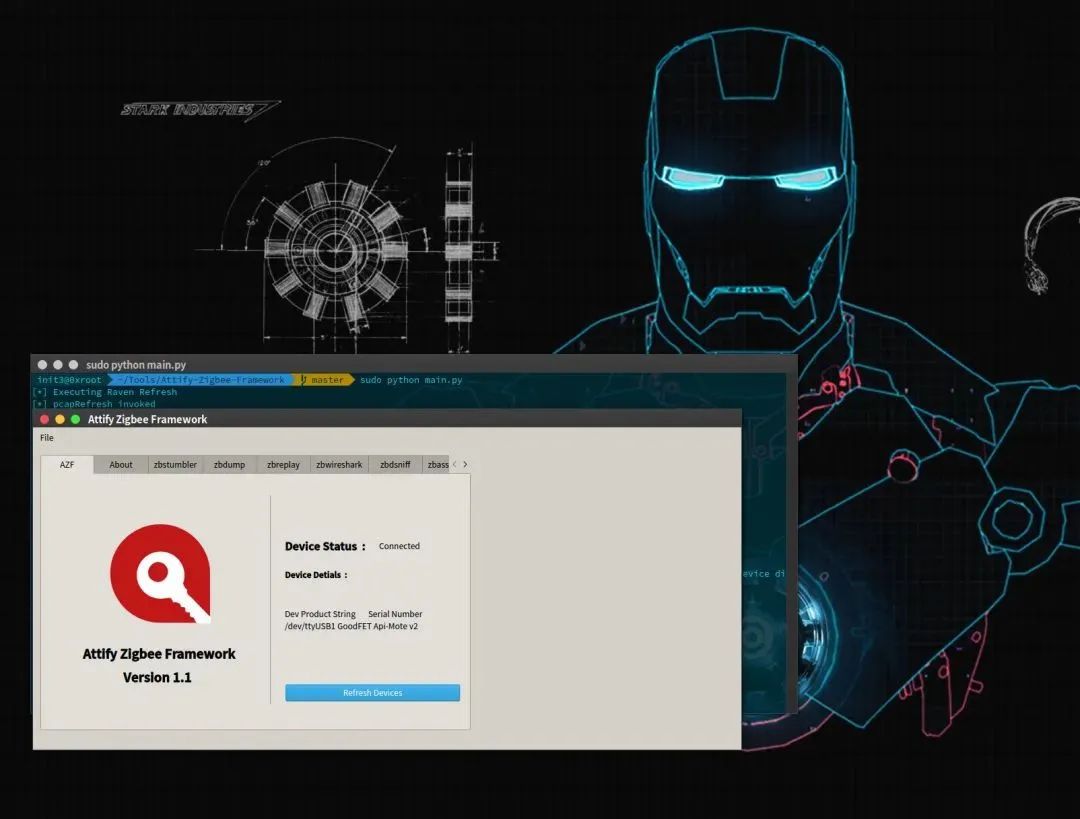 STARK INDUSTRIES
120°
sudo python main.py
init3@0xroot ~/Tools/Attify-Zigbee-Framework master sudo python main.py
[*] Executing Raven Refresh
[*] pcapRefresh invoked
Attify Zigbee Framework
File
AZF About zbstumbler zbdump zbreplay zbwireshark zbdsniff zbass
Device Status : Connected
Device Detials :
Dev Product String Serial Number
/dev/ttyUSB1 GoodFET Api-Mote v2
Attify Zigbee Framework
Version 1.1
Refresh Devices
evice di